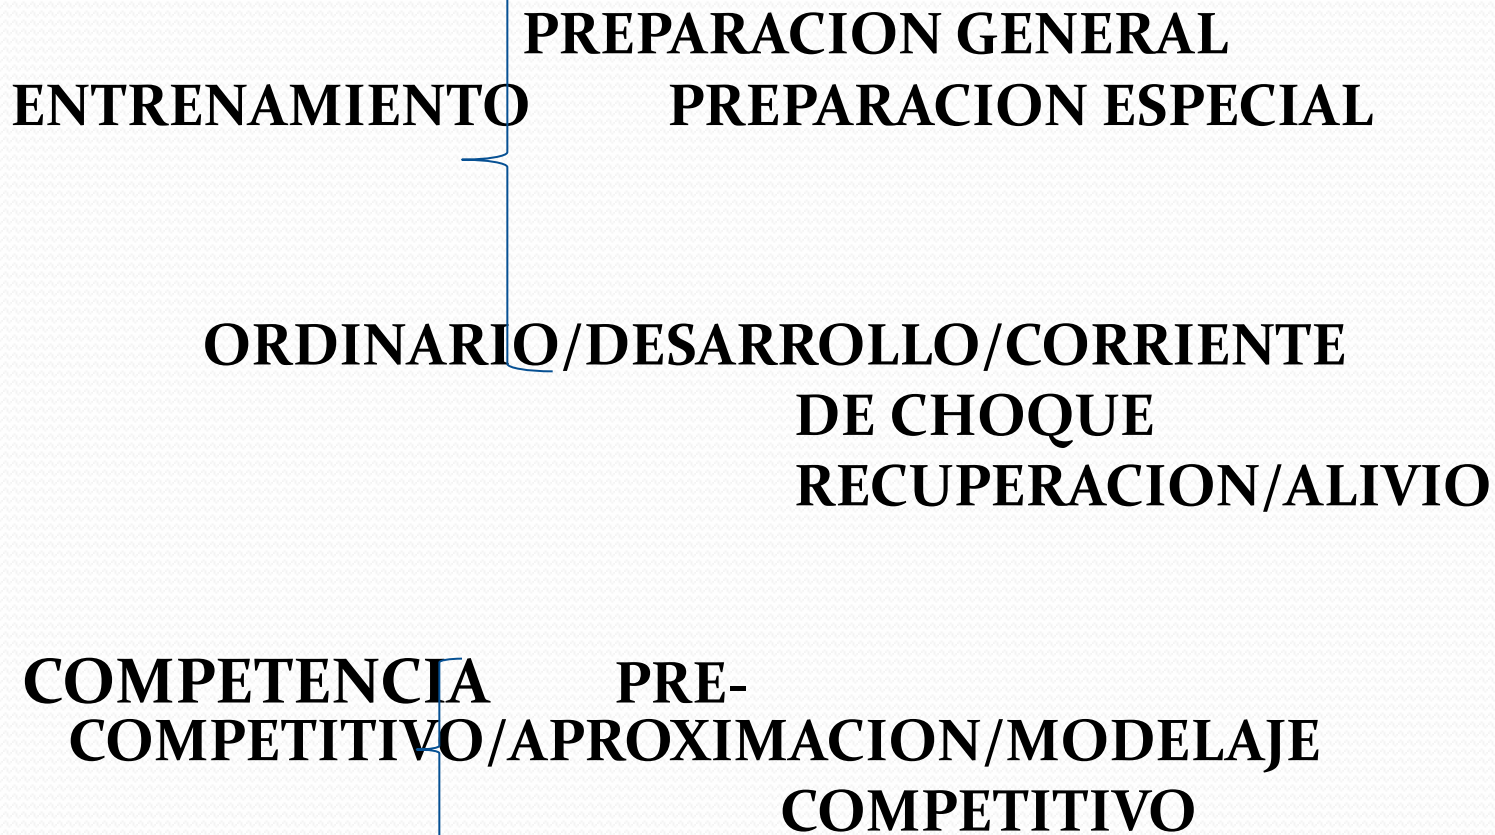 PREPARACION GENERAL
ENTRENAMIENTO PREPARACION ESPECIAL
ORDINARIO/DESARROLLO/CORRIENTE
DE CHOQUE
RECUPERACION/ALIVIO
COMPETENCIA PRE-
COMPETITIVO/APROXIMACION/MODELAJE
COMPETITIVO